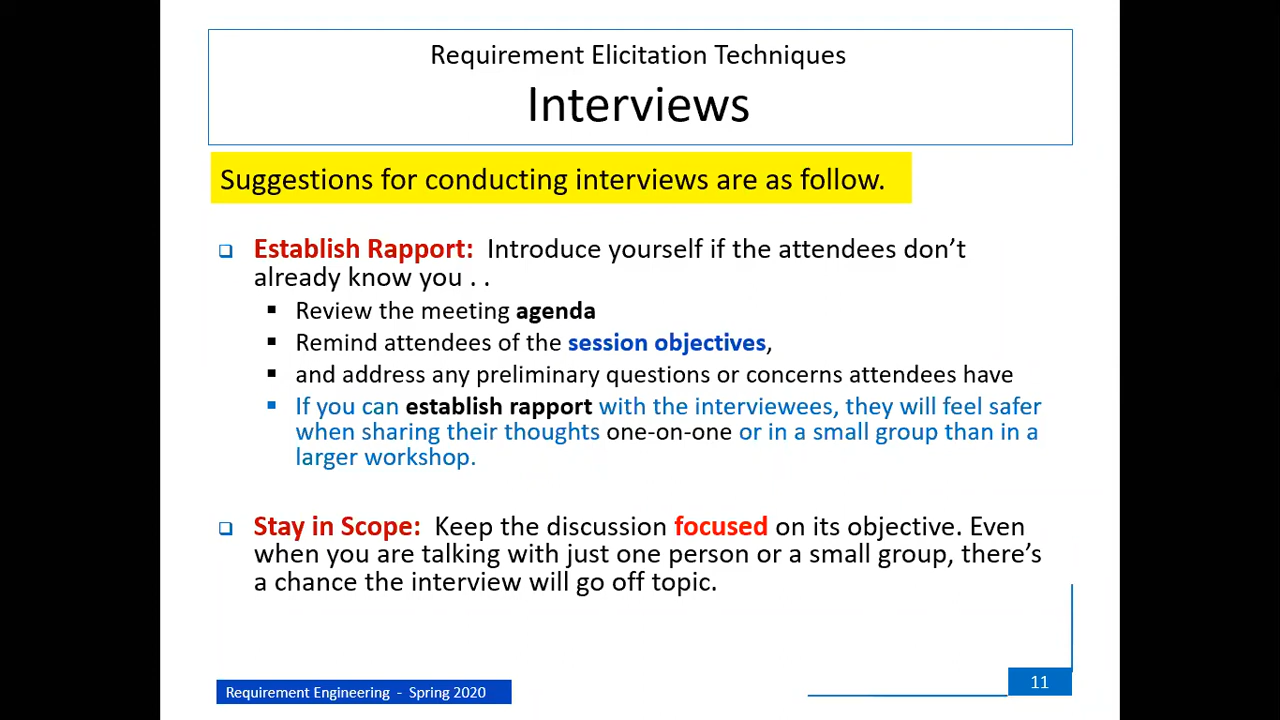 Requirement Elicitation Techniques
Interviews
Suggestions for conducting interviews are as follow.
Establish Rapport: Introduce yourself if the attendees don’t
already know you . .
Review the meeting agenda
Remind attendees of the session objectives,
and address any preliminary questions or concerns attendees have
If you can establish rapport with the interviewees, they will feel safer
when sharing their thoughts one-on-one or in a small group than in a
larger workshop.
Stay in Scope: Keep the discussion focused on its objective. Even
when you are talking with just one person or a small group, there’s
a chance the interview will go off topic.
Requirement Engineering - Spring 2020
11